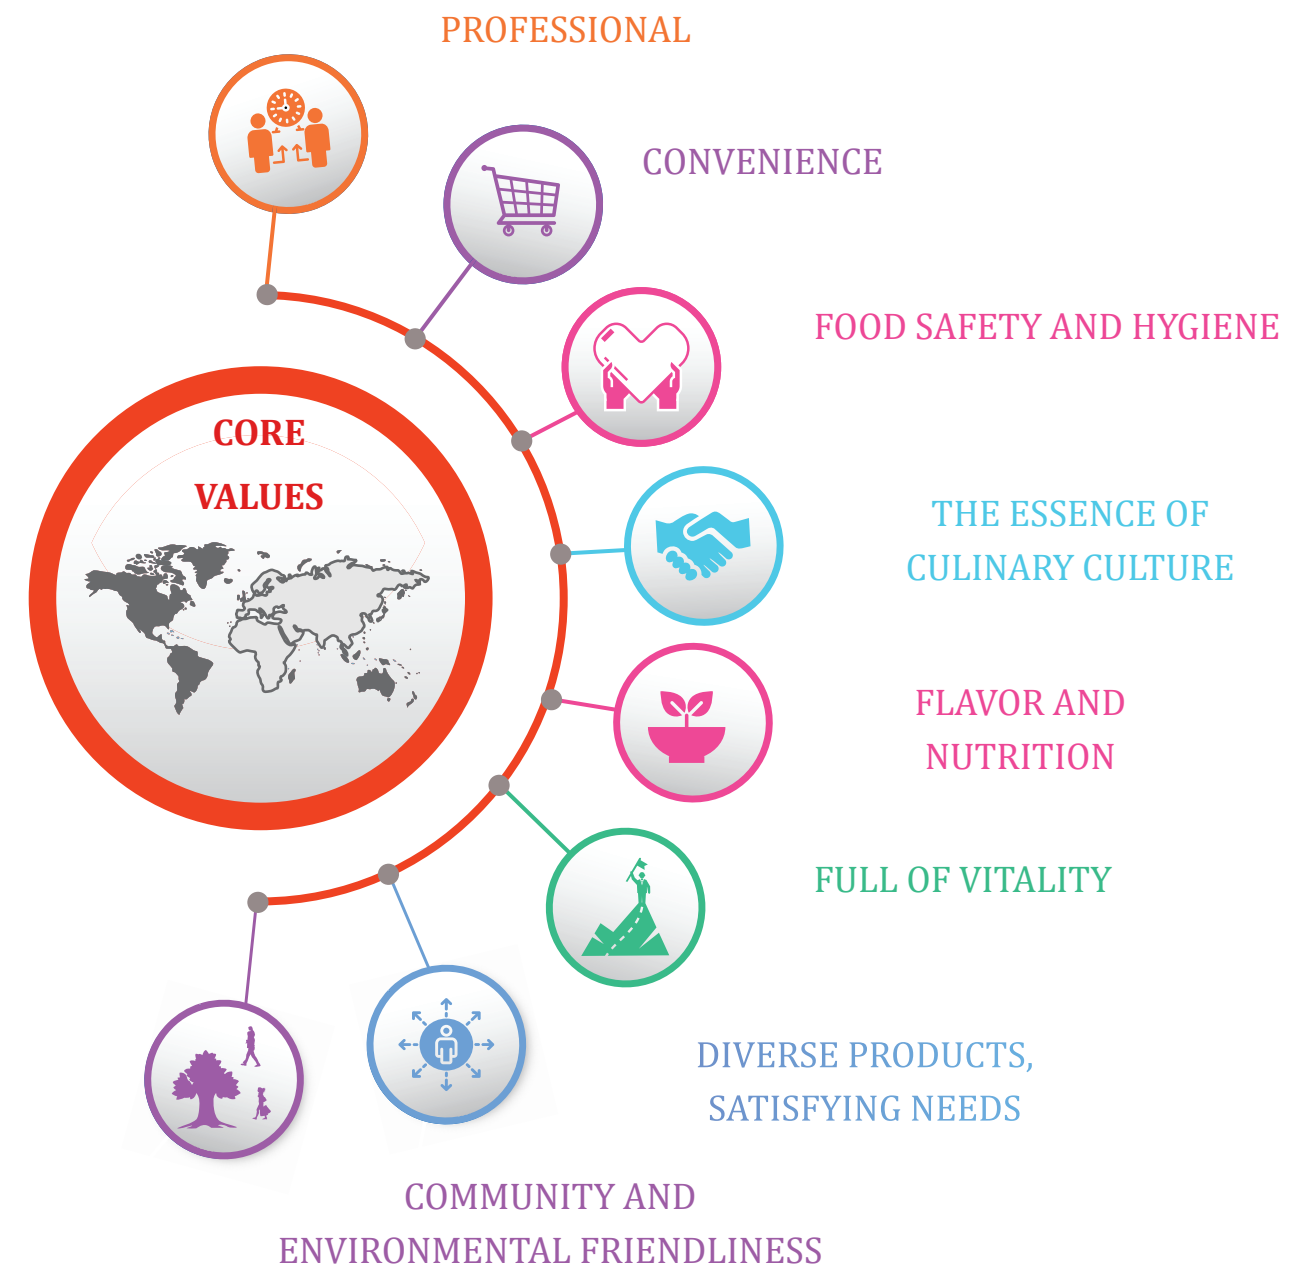 PROFESSIONAL
CONVENIENCE
FOOD SAFETY AND HYGIENE
CORE
VALUES
THE ESSENCE OF
CULINARY CULTURE
FLAVOR AND
NUTRITION
FULL OF VITALITY
DIVERSE PRODUCTS,
SATISFYING NEEDS
COMMUNITY AND
ENVIRONMENTAL FRIENDLINESS